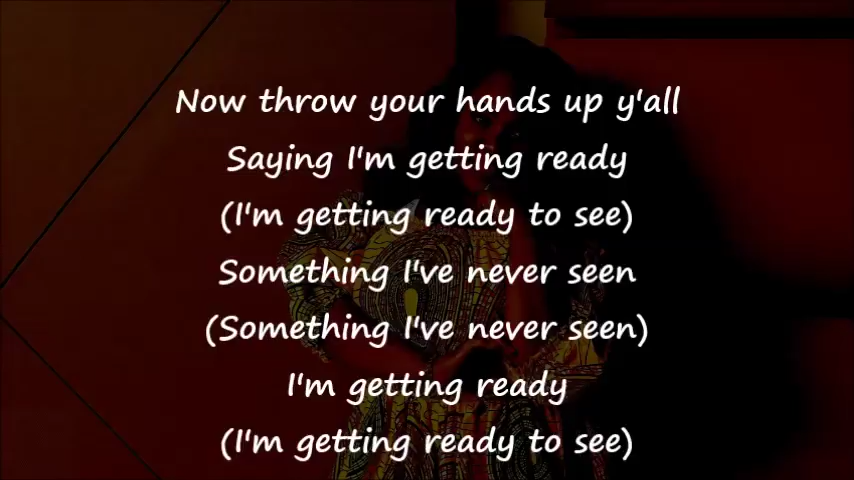 Now throw your hands up y'all
Saying I'm getting ready
(I'm getting ready to see)
Something I've never seen
(Something I've never seen)
I'm getting ready
(I'm getting ready to see)